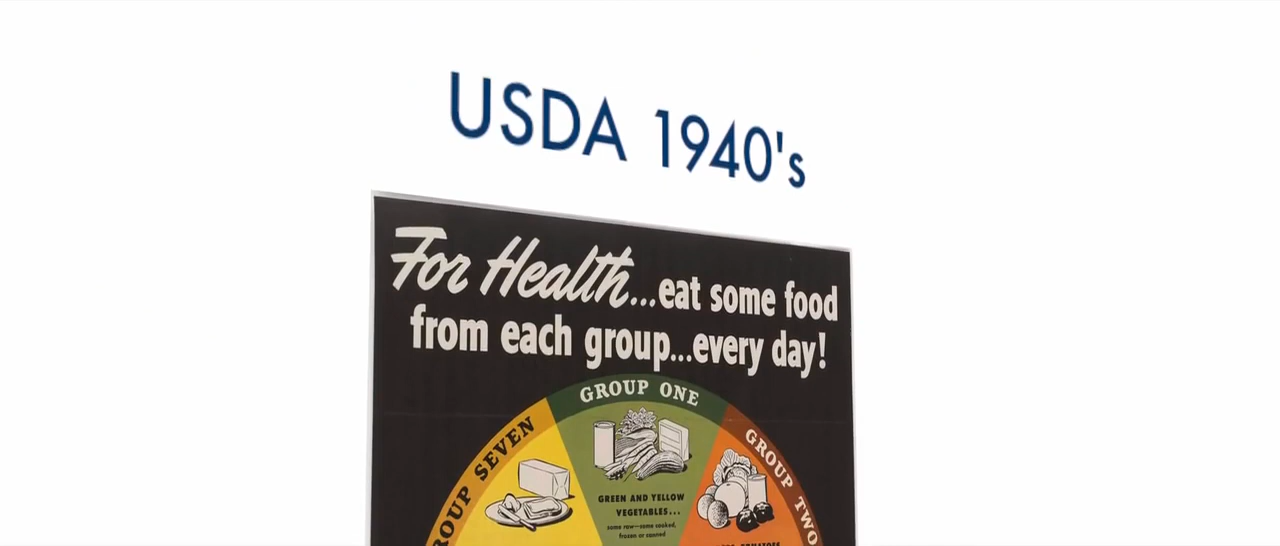 USDA 1940's
For Health...eat some food
from each group...every day!
GROUP ONE
GROUP SEVEN
GROUP TWO
GREEN AND YELLOW
VEGETABLES...
some raw—some cooked,
frozen or canned